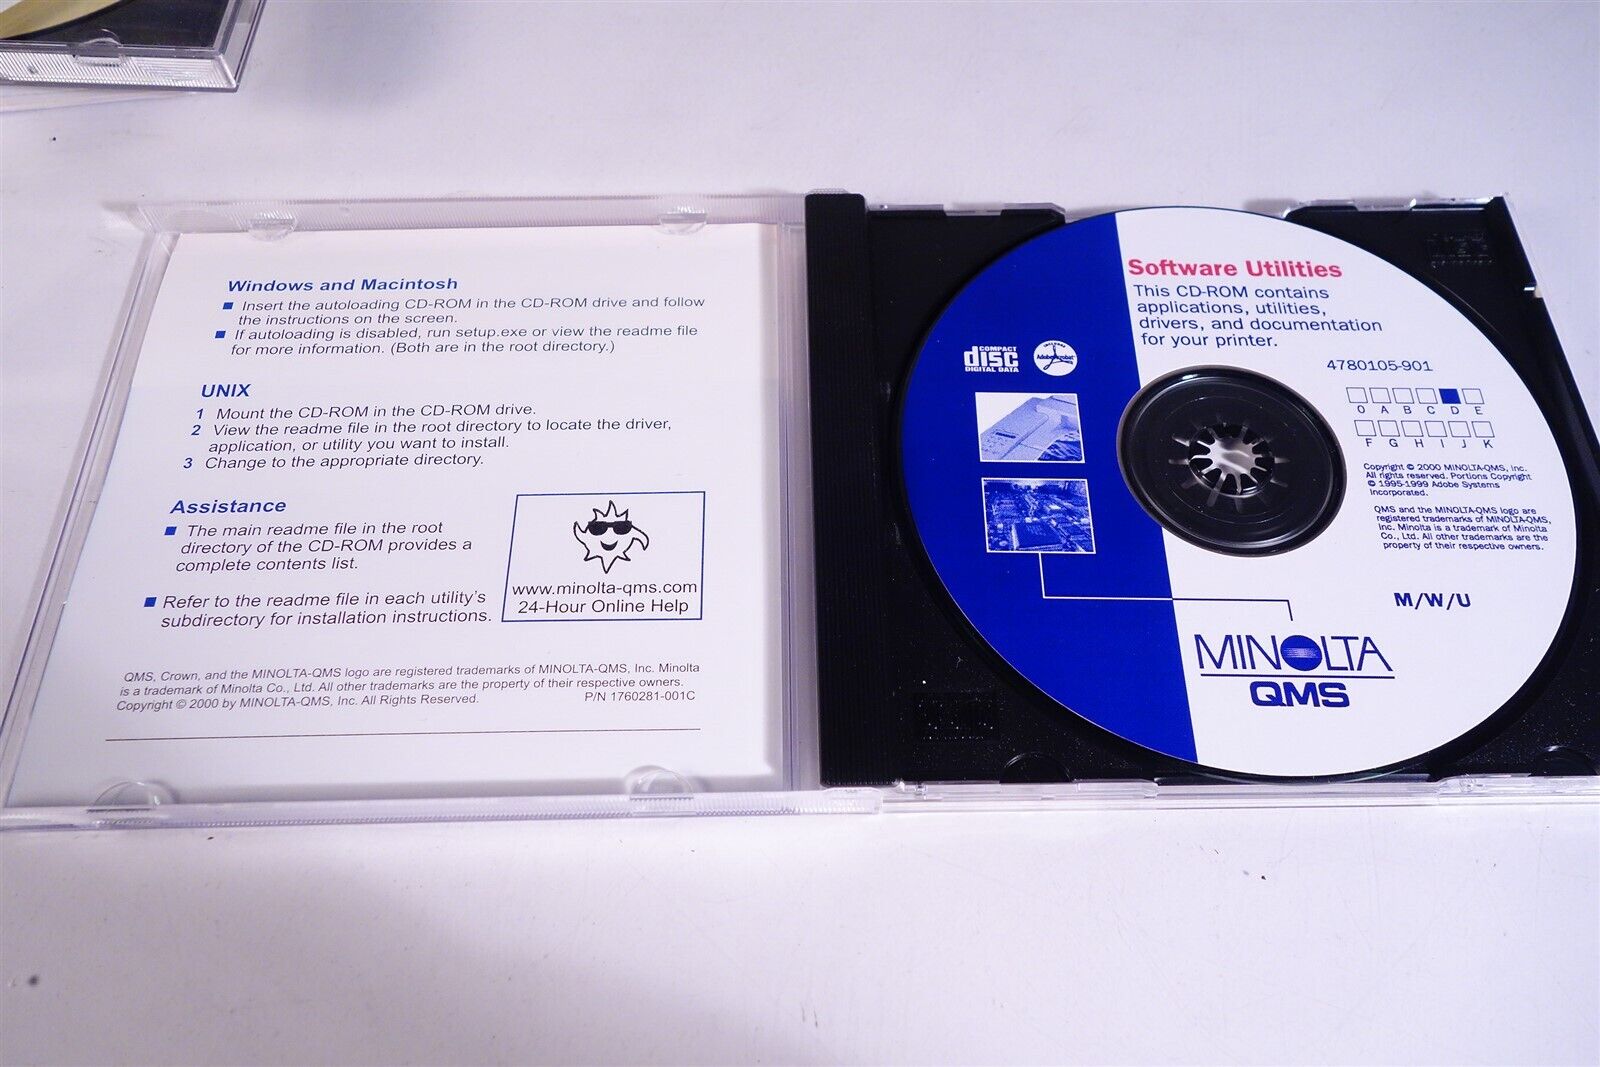 Windows and Macintosh
■ Insert the autoloading CD-ROM in the CD-ROM drive and follow
the instructions on the screen.
■ If autoloading is disabled, run setup.exe or view the readme file
for more information. (Both are in the root directory.)
UNIX
1 Mount the CD-ROM in the CD-ROM drive.
2 View the readme file in the root directory to locate the driver,
application, or utility you want to install.
3 Change to the appropriate directory.
Assistance
■ The main readme file in the root
directory of the CD-ROM provides a
complete contents list.
■ Refer to the readme file in each utility's
subdirectory for installation instructions.
www.minolta-qms.com
24-Hour Online Help
QMS, Crown, and the MINOLTA-QMS logo are registered trademarks of MINOLTA-QMS, Inc. Minolta
is a trademark of Minolta Co., Ltd. All other trademarks are the property of their respective owners.
Copyright © 2000 by MINOLTA-QMS, Inc. All Rights Reserved. P/N 1760281-001C
Software Utilities
This CD-ROM contains
applications, utilities,
drivers, and documentation
for your printer.
COMPACT
disc
DIGITAL DATA
INCLUDES
Adobe Acrobat
4780105-901
0 A B C D E
F G H I J K
Copyright © 2000 MINOLTA-QMS, Inc.
All rights reserved. Portions Copyright
© 1995-1999 Adobe Systems
Incorporated.
QMS and the MINOLTA-QMS logo are
registered trademarks of MINOLTA-QMS,
Inc. Minolta is a trademark of Minolta
Co., Ltd. All other trademarks are the
property of their respective owners.
M/W/U
MINOLTA
QMS